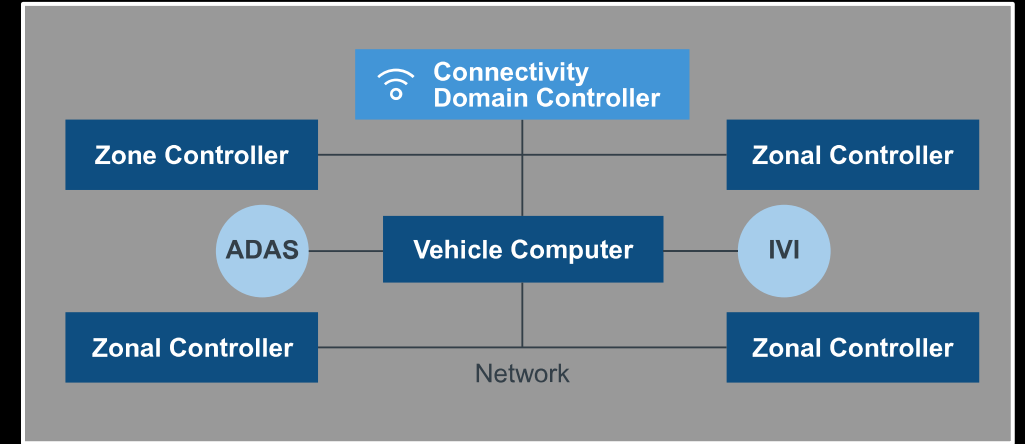 Connectivity
Domain Controller
Zone Controller
Zonal Controller
ADAS
Vehicle Computer
IVI
Zonal Controller
Zonal Controller
Network